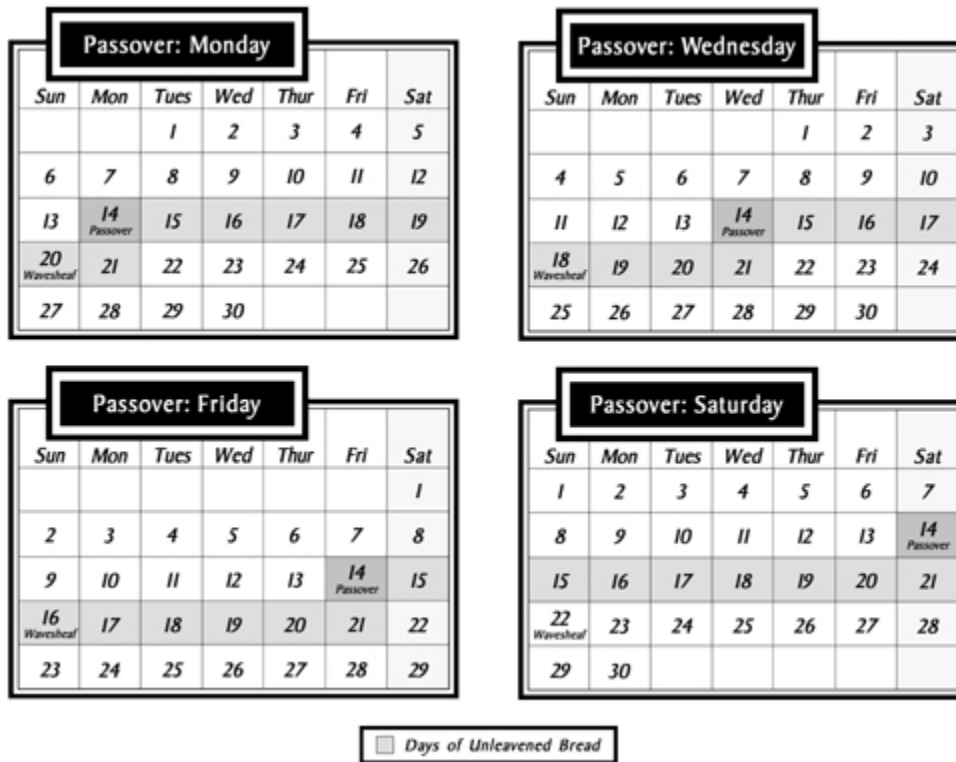 Passover: Monday
Sun Mon Tues Wed Thur Fri Sat
1 2 3 4 5
6 7 8 9 10 11 12
13 14 15 16 17 18 19
Passover
20 21 22 23 24 25 26
Wavesheaf
27 28 29 30
Passover: Wednesday
Sun Mon Tues Wed Thur Fri Sat
1 2 3
4 5 6 7 8 9 10
11 12 13 14 15 16 17
Passover
18 19 20 21 22 23 24
Wavesheaf
25 26 27 28 29 30
Passover: Friday
Sun Mon Tues Wed Thur Fri Sat
1
2 3 4 5 6 7 8
9 10 11 12 13 14 15
Passover
16 17 18 19 20 21 22
Wavesheaf
23 24 25 26 27 28 29
Passover: Saturday
Sun Mon Tues Wed Thur Fri Sat
1 2 3 4 5 6 7
8 9 10 11 12 13 14
Passover
15 16 17 18 19 20 21
22 23 24 25 26 27 28
Wavesheaf
29 30
Days of Unleavened Bread